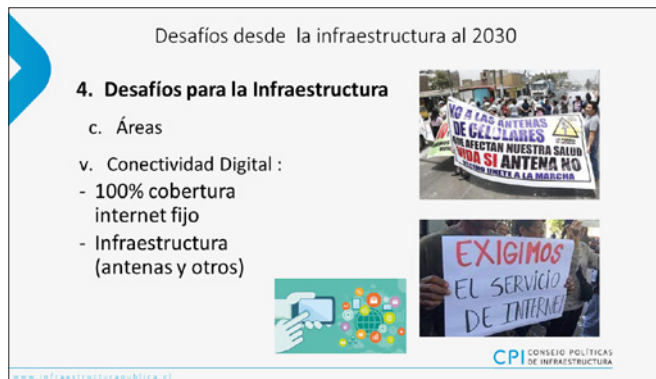 Desafíos desde la infraestructura al 2030
4. Desafíos para la Infraestructura
c. Áreas
v. Conectividad Digital :
- 100% cobertura
internet fijo
- Infraestructura
(antenas y otros)
NO A LAS ANTENAS
DE CELULARES
QUE AFECTAN NUESTRA SALUD
VIDA SI ANTENA NO
UNETE A LA MARCHA
EXIGIMOS
EL SERVICIO
DE INTERNET
CPI CONSEJO POLÍTICAS
DE INFRAESTRUCTURA
www.infraestructurapublica.cl